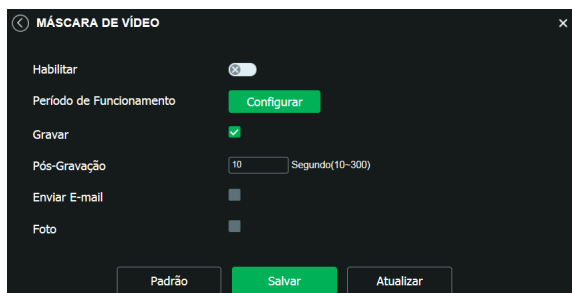 MÁSCARA DE VÍDEO
Habilitar
Período de Funcionamento Configurar
Gravar
Pós-Gravação 10 Segundo(10~300)
Enviar E-mail
Foto
Padrão Salvar Atualizar